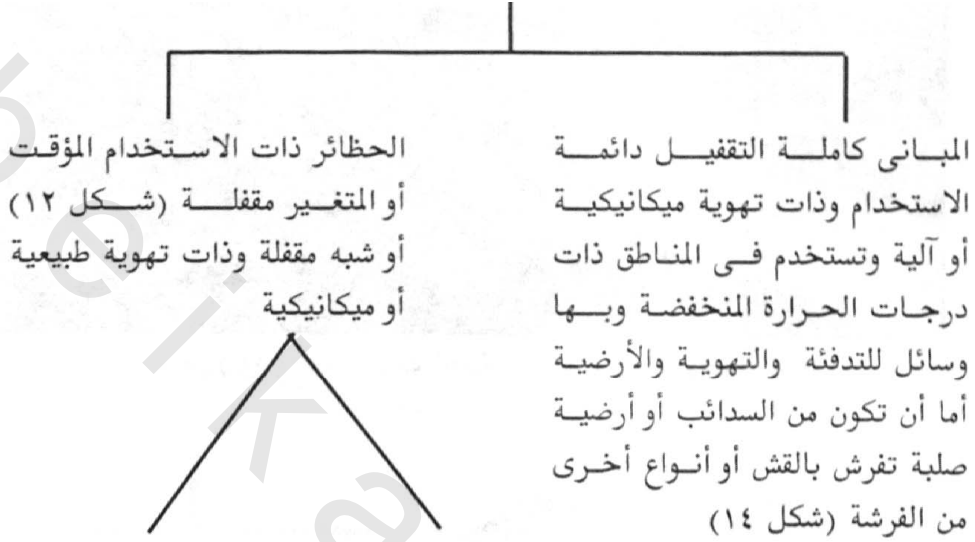 المبانى كاملة التقفيل دائمة
الاستخدام وذات تهوية ميكانيكية
أو آلية وتستخدم فى المناطق ذات
درجات الحرارة المنخفضة وبها
وسائل للتدفئة والتهوية والأرضية
أما أن تكون من السدائب أو أرضية
صلبة تفرش بالقش أو أنواع أخرى
من الفرشة (شكل ١٤)
الحظائر ذات الاستخدام المؤقت
أو المتغير مقفلة (شكل ١٢)
أو شبه مقفلة وذات تهوية طبيعية
أو ميكانيكية